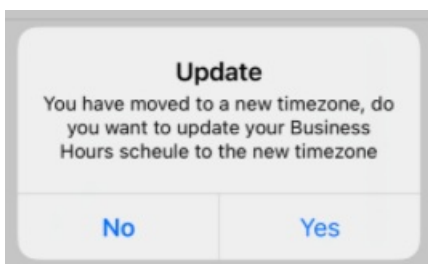 Update
You have moved to a new timezone, do
you want to update your Business
Hours scheule to the new timezone
No
Yes